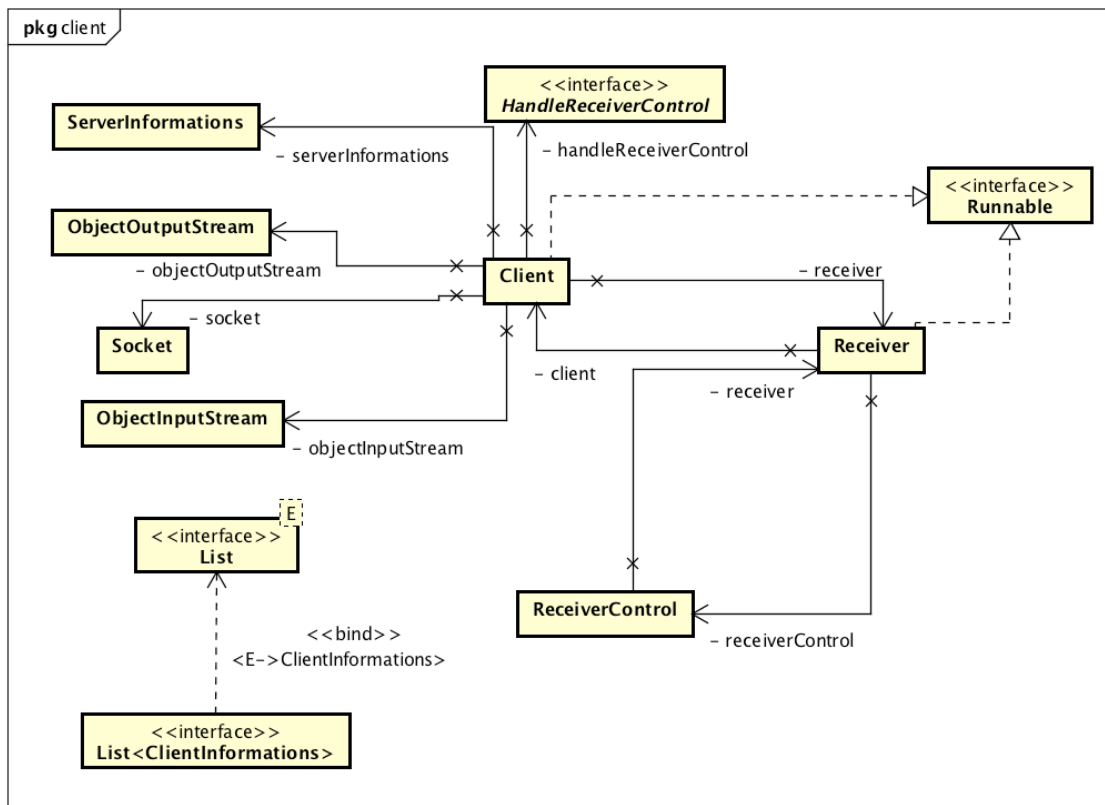 pkg client
<<interface>>
HandleReceiverControl
ServerInformations
- serverInformations
- handleReceiverControl
<<interface>>
Runnable
ObjectOutputStream
- objectOutputStream
Client
- receiver
- socket
Socket
Receiver
- client
- receiver
ObjectInputStream
- objectInputStream
E
<<interface>>
List
ReceiverControl
- receiverControl
<<bind>>
<E->ClientInformations>
<<interface>>
List<ClientInformations>